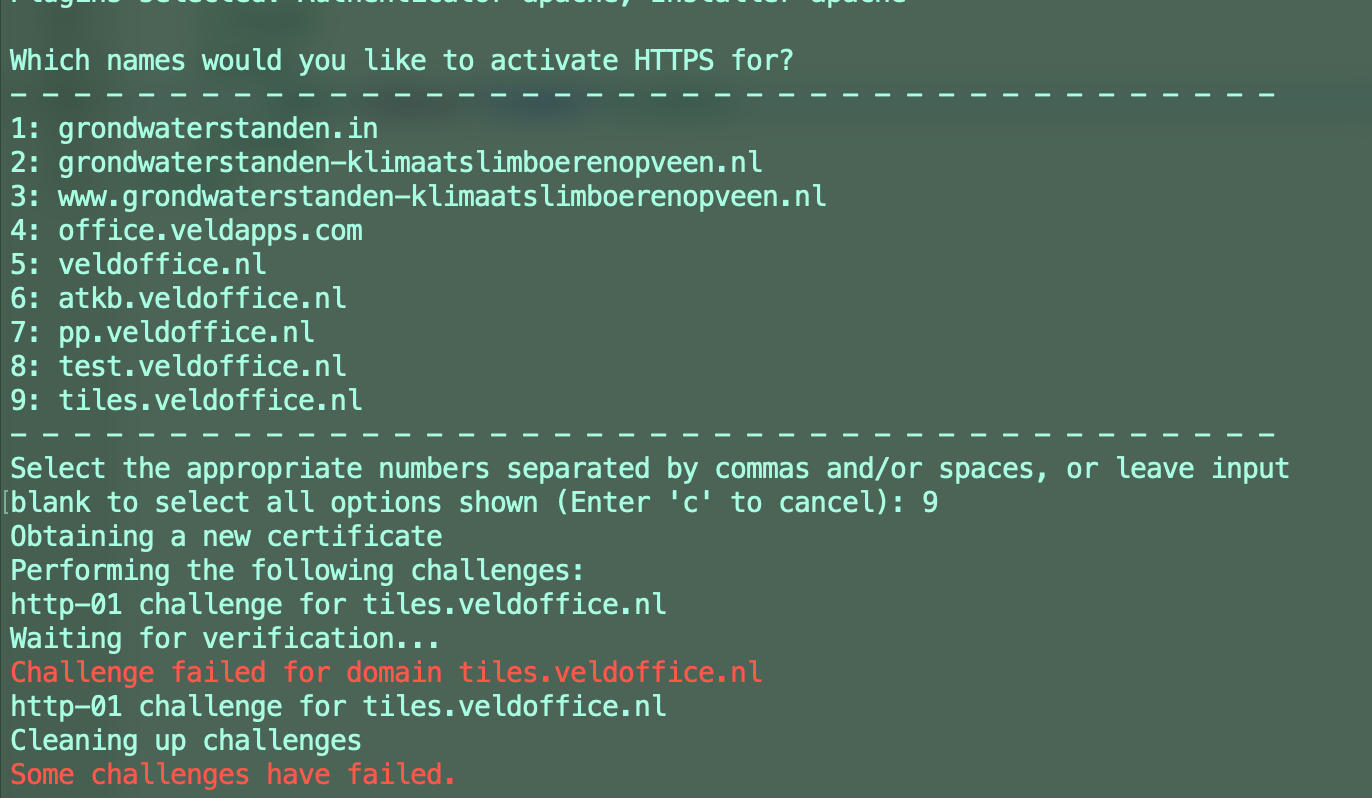 Plugins selected: Authenticator apache, Installer apache
Which names would you like to activate HTTPS for?
- - - - - - - - - - - - - - - - - - - - - - - - - - - - - - - - - - - - - - - -
1: grondwaterstanden.in
2: grondwaterstanden-klimaatslimboerenopveen.nl
3: www.grondwaterstanden-klimaatslimboerenopveen.nl
4: office.veldapps.com
5: veldoffice.nl
6: atkb.veldoffice.nl
7: pp.veldoffice.nl
8: test.veldoffice.nl
9: tiles.veldoffice.nl
- - - - - - - - - - - - - - - - - - - - - - - - - - - - - - - - - - - - - - - -
Select the appropriate numbers separated by commas and/or spaces, or leave input
blank to select all options shown (Enter 'c' to cancel): 9
Obtaining a new certificate
Performing the following challenges:
http-01 challenge for tiles.veldoffice.nl
Waiting for verification...
Challenge failed for domain tiles.veldoffice.nl
http-01 challenge for tiles.veldoffice.nl
Cleaning up challenges
Some challenges have failed.